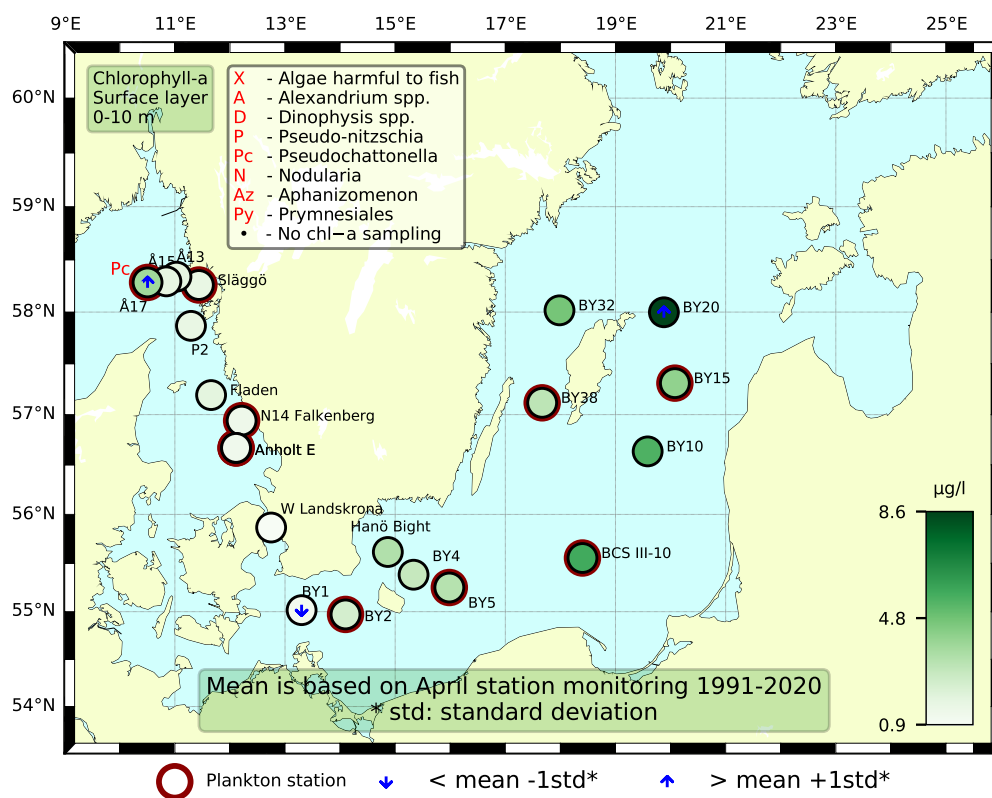 9°E 11°E 13°E 15°E 17°E 19°E 21°E 23°E 25°E
60°N
59°N
58°N
57°N
56°N
55°N
54°N
Chlorophyll-a
Surface layer
0-10 m
X - Algae harmful to fish
A - Alexandrium spp.
D - Dinophysis spp.
P - Pseudo-nitzschia
Pc - Pseudochattonella
N - Nodularia
Az - Aphanizomenon
Py - Prymnesiales
• - No chl−a sampling
Pc
Å15
Å13
Släggö
Å17
P2
Fladen
N14 Falkenberg
Anholt E
W Landskrona
Hanö Bight
BY4
BY1
BY2
BY5
BY32
BY20
BY15
BY38
BY10
BCS III-10
µg/l
8.6
4.8
0.9
Mean is based on April station monitoring 1991-2020
* std: standard deviation
Plankton station
< mean -1std*
> mean +1std*